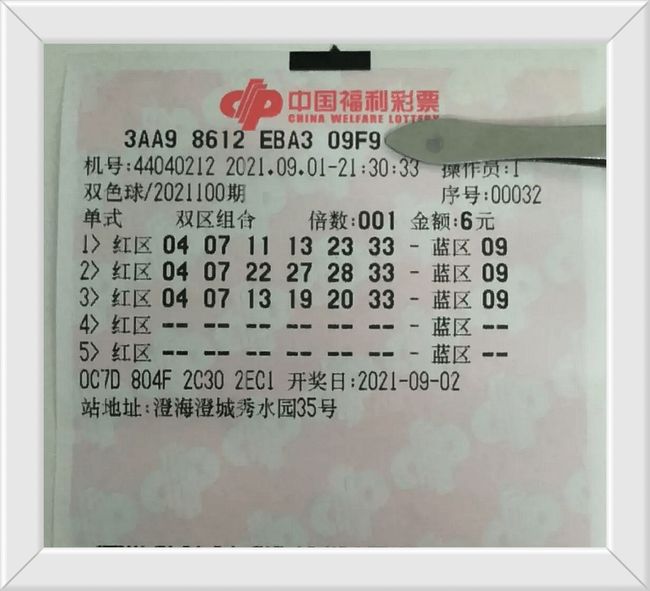 中国福利彩票
CHINA WELFARE LOTTERY
3AA9 8612 EBA3 09F9
机号:44040212 2021.09.01-21:30:33 操作员:1
双色球/2021100期 序号:00032
单式 双区组合 倍数:001 金额:6元
1> 红区 04 07 11 13 23 33 - 蓝区 09
2> 红区 04 07 22 27 28 33 - 蓝区 09
3> 红区 04 07 13 19 20 33 - 蓝区 09
4> 红区 -- -- -- -- -- -- - 蓝区 --
5> 红区 -- -- -- -- -- -- - 蓝区 --
0C7D 804F 2C30 2EC1 开奖日:2021-09-02
站地址:澄海澄城秀水园35号